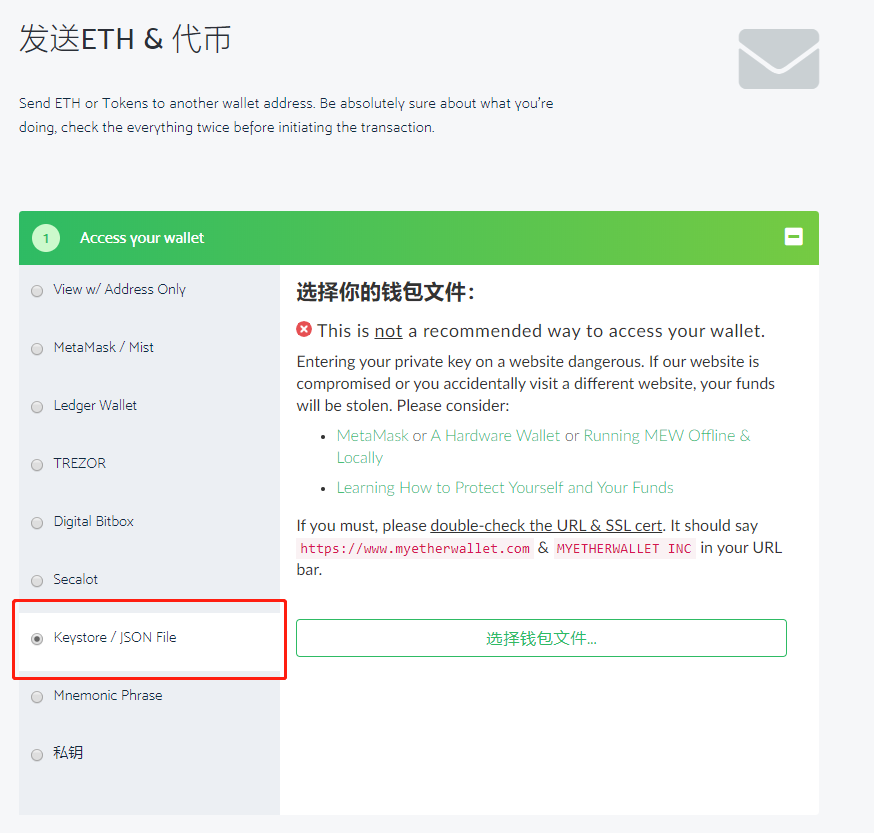 发送ETH & 代币
Send ETH or Tokens to another wallet address. Be absolutely sure about what you're
doing, check the everything twice before initiating the transaction.
1 Access your wallet
View w/ Address Only
MetaMask / Mist
Ledger Wallet
TREZOR
Digital Bitbox
Secalot
Keystore / JSON File
Mnemonic Phrase
私钥
选择你的钱包文件：
This is not a recommended way to access your wallet.
Entering your private key on a website dangerous. If our website is
compromised or you accidentally visit a different website, your funds
will be stolen. Please consider:
• MetaMask or A Hardware Wallet or Running MEW Offline &
Locally
• Learning How to Protect Yourself and Your Funds
If you must, please double-check the URL & SSL cert. It should say
https://www.myetherwallet.com & MYETHERWALLET INC in your URL
bar.
选择钱包文件...